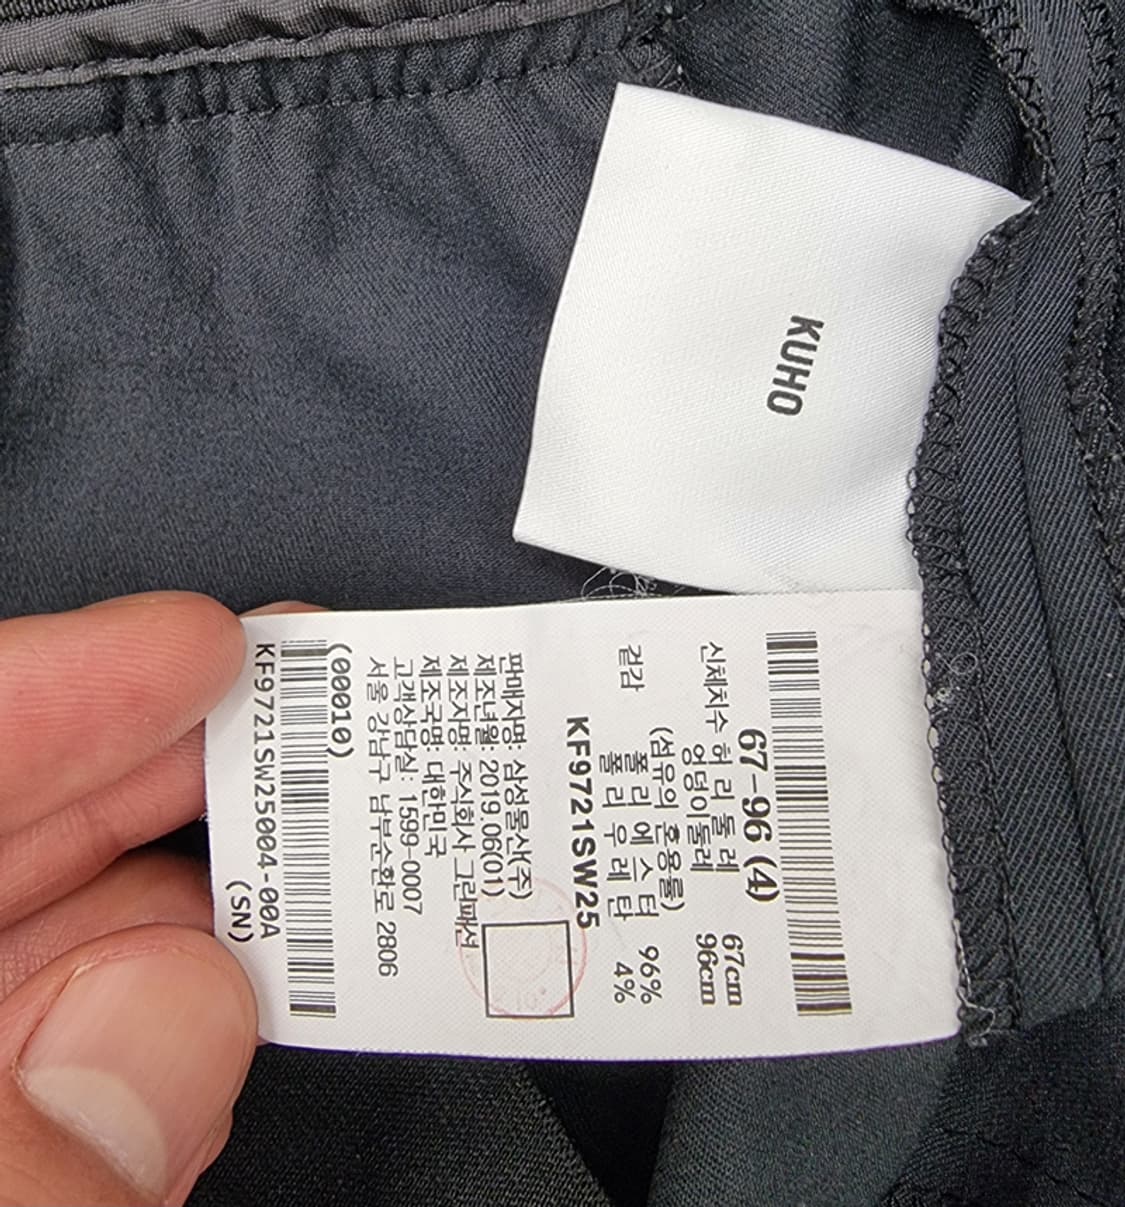 KUHO
67-96 (4)
신체치수 허리둘레 67cm
엉덩이둘레 96cm
(섬유의 혼용률)
겉감 폴리에스터 96%
폴리우레탄 4%
KF9721SW25
판매자명: 삼성물산(주)
제조년월: 2019.06(01)
제조자명: 주식회사 그린패션
제조국명: 대한민국
고객상담실: 1599-0007
서울 강남구 남부순환로 2806
(00010)
KF9721SW25004-00A
(SN)